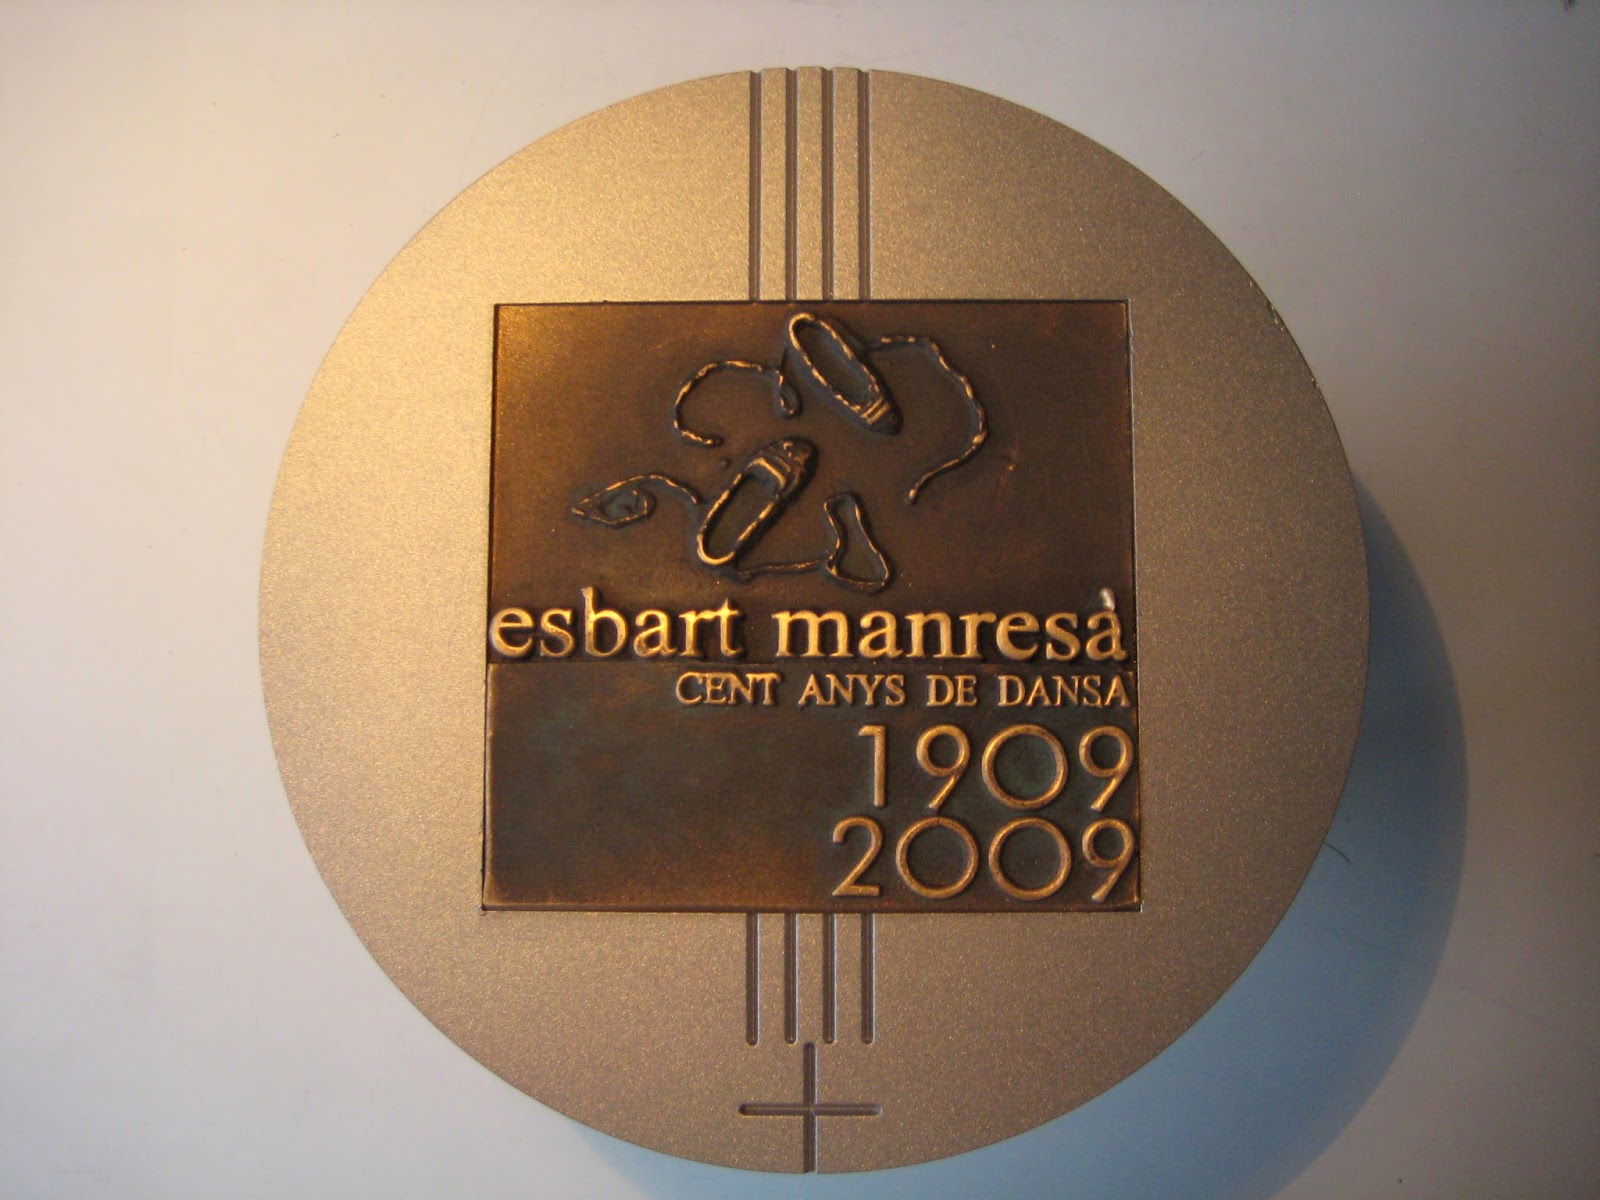 esbart manresà
CENT ANYS DE DANSA
1909
2009